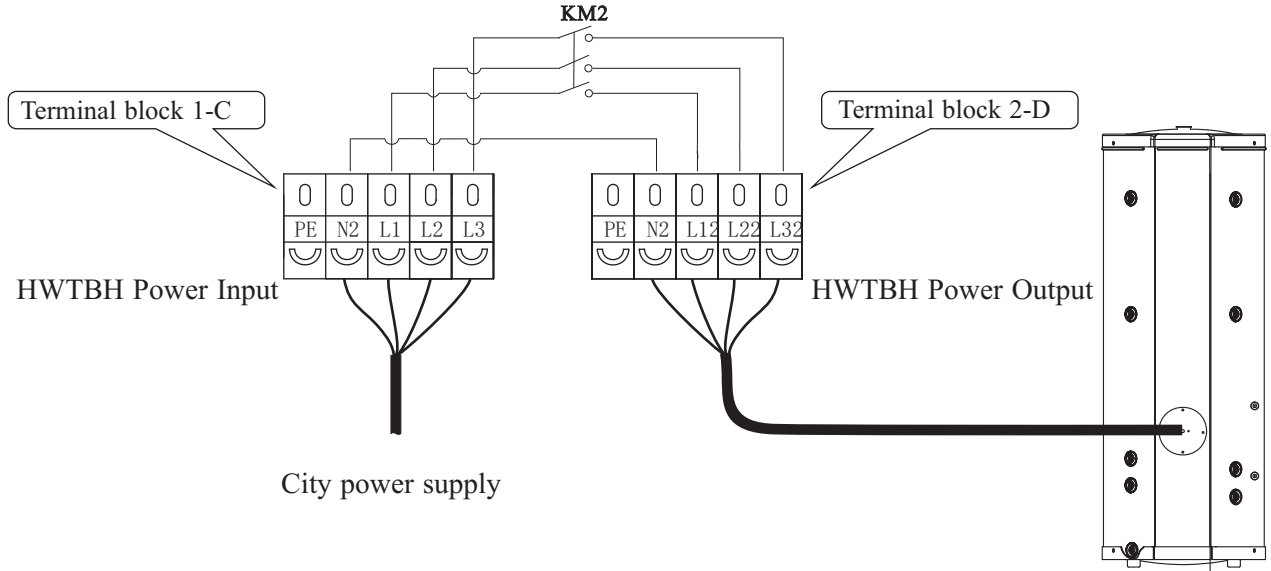 KM2
Terminal block 1-C
Terminal block 2-D
PE N2 L1 L2 L3
PE N2 L12 L22 L32
HWTBH Power Input
HWTBH Power Output
City power supply